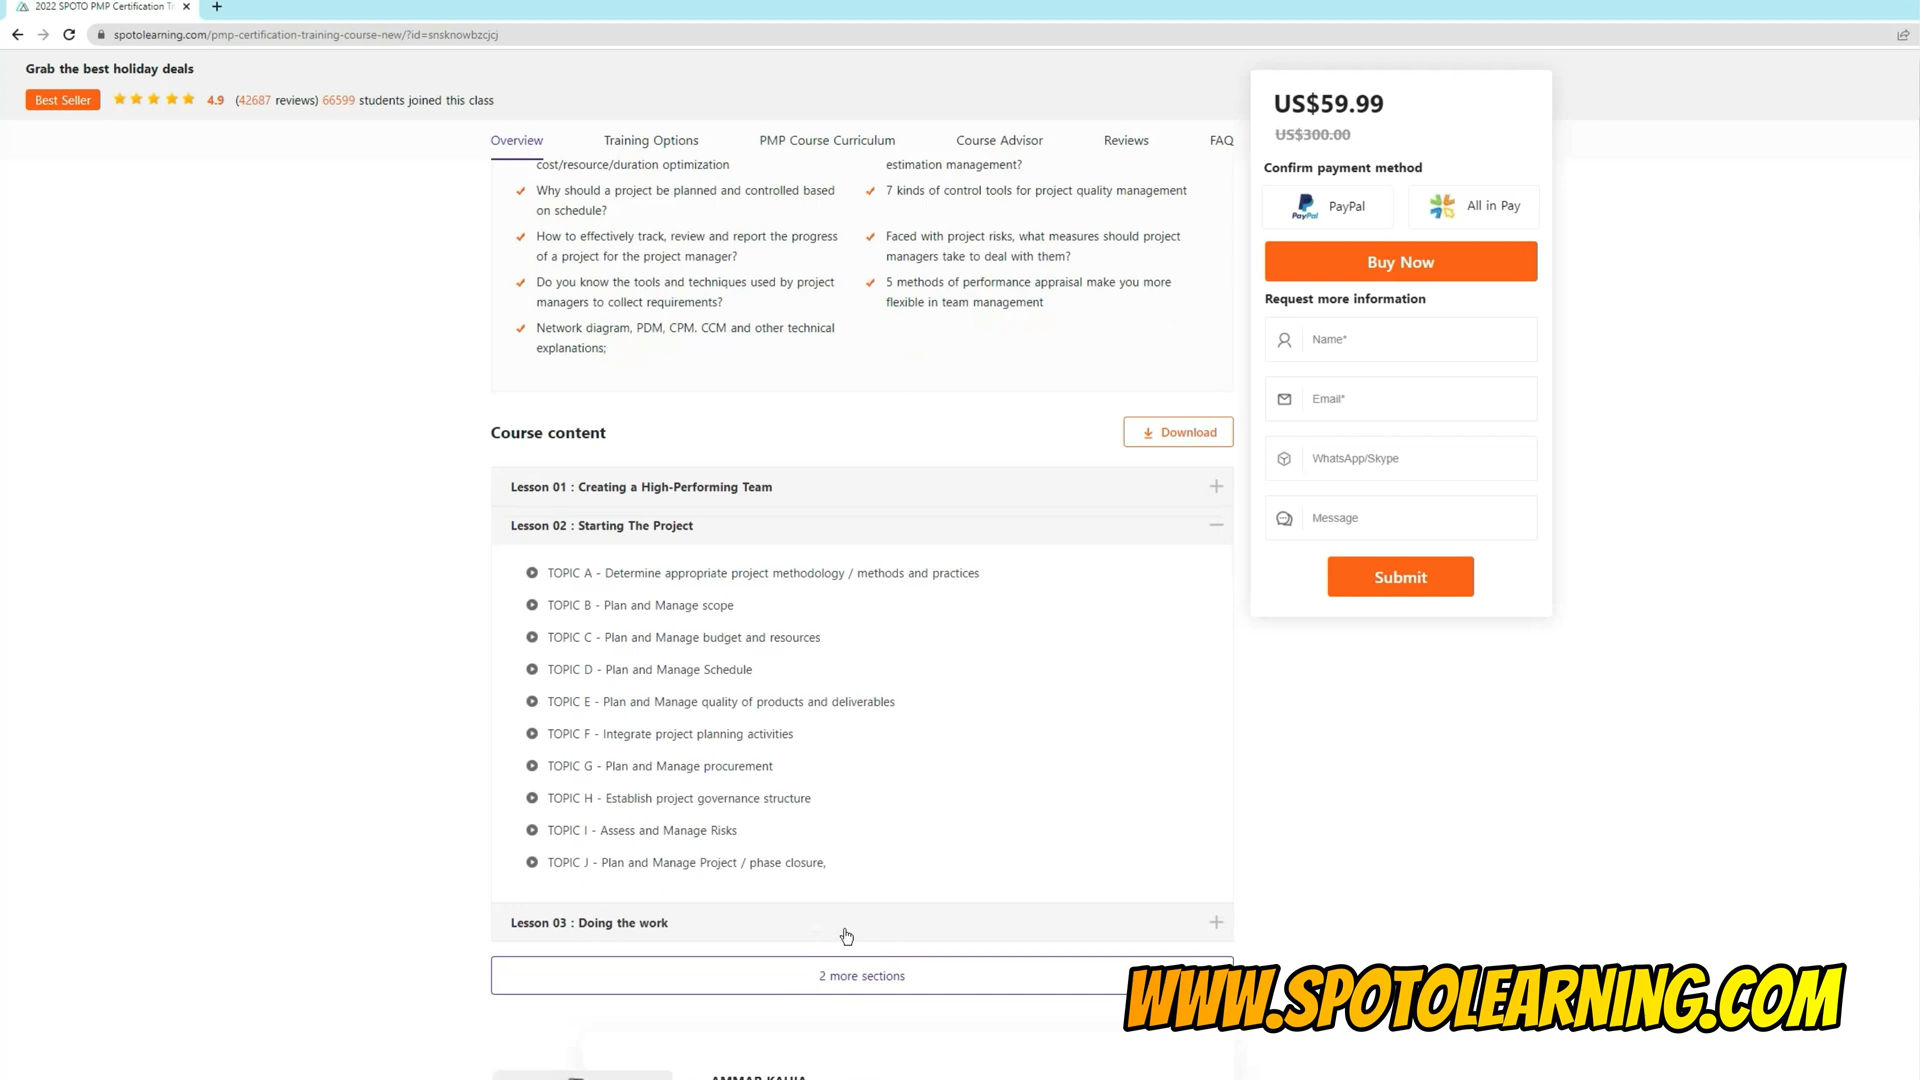 2022 SPOTO PMP Certification Tr
spotolearning.com/pmp-certification-training-course-new/?id=snsknowbzcjcj
Grab the best holiday deals
Best Seller 4.9 (42687 reviews) 66599 students joined this class
Overview Training Options PMP Course Curriculum Course Advisor Reviews FAQ
cost/resource/duration optimization
Why should a project be planned and controlled based
on schedule?
How to effectively track, review and report the progress
of a project for the project manager?
Do you know the tools and techniques used by project
managers to collect requirements?
Network diagram, PDM, CPM. CCM and other technical
explanations;
estimation management?
7 kinds of control tools for project quality management
Faced with project risks, what measures should project
managers take to deal with them?
5 methods of performance appraisal make you more
flexible in team management
US$59.99
US$300.00
Confirm payment method
PayPal PayPal All in Pay
Buy Now
Request more information
Name*
Email*
WhatsApp/Skype
Message
Submit
Course content
Download
Lesson 01 : Creating a High-Performing Team
Lesson 02 : Starting The Project
TOPIC A - Determine appropriate project methodology / methods and practices
TOPIC B - Plan and Manage scope
TOPIC C - Plan and Manage budget and resources
TOPIC D - Plan and Manage Schedule
TOPIC E - Plan and Manage quality of products and deliverables
TOPIC F - Integrate project planning activities
TOPIC G - Plan and Manage procurement
TOPIC H - Establish project governance structure
TOPIC I - Assess and Manage Risks
TOPIC J - Plan and Manage Project / phase closure,
Lesson 03 : Doing the work
2 more sections
WWW.SPOTOLEARNING.COM
AMMAR KAHIA